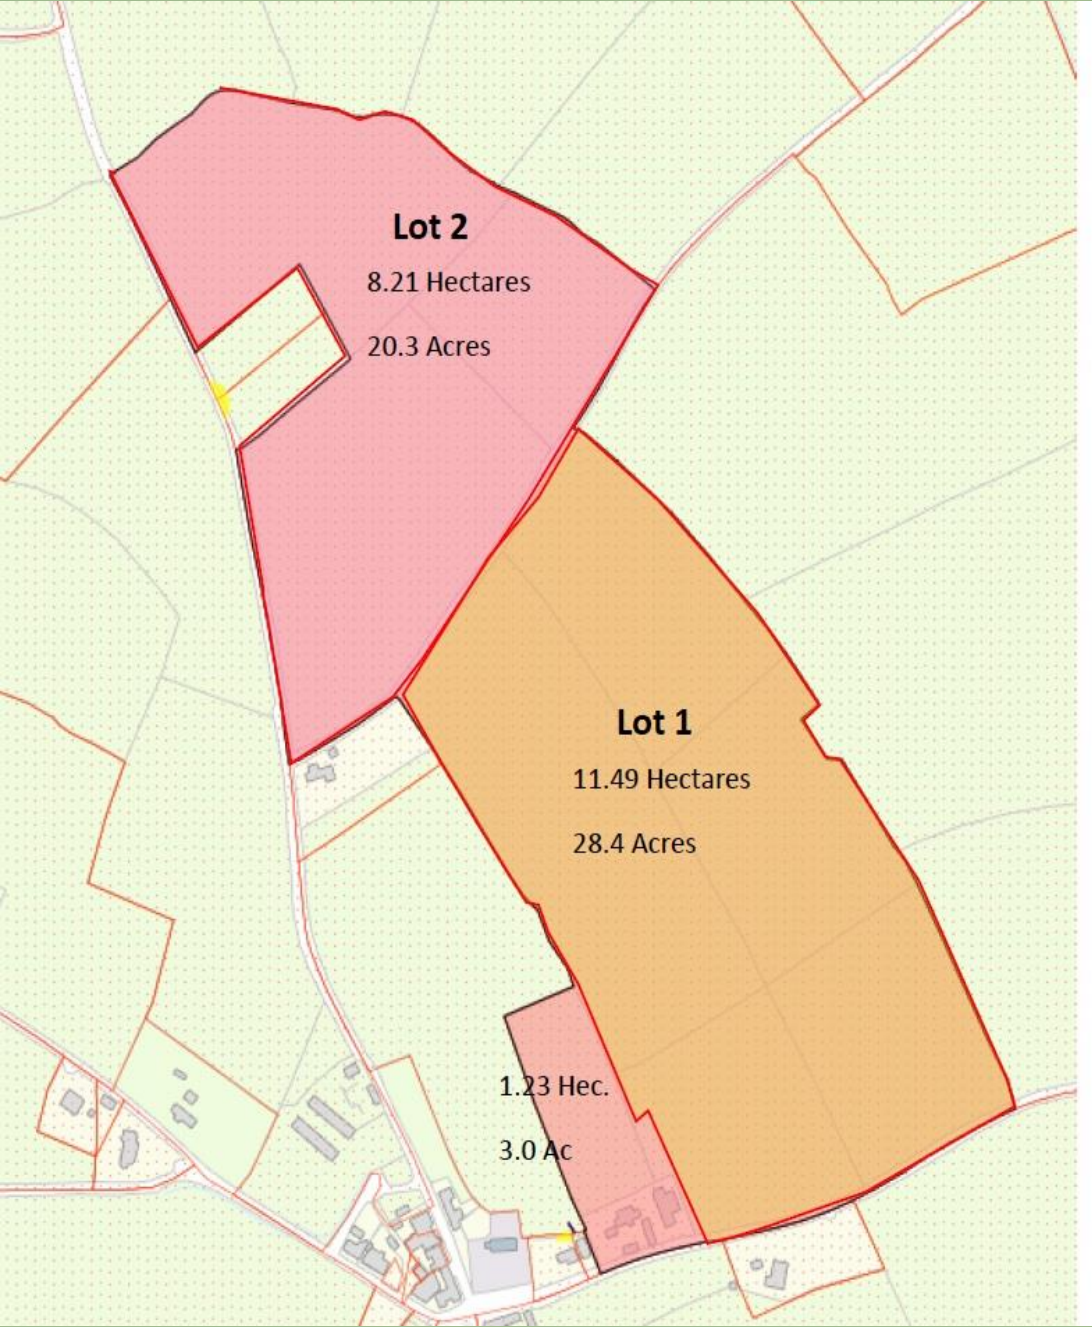 Lot 2
8.21 Hectares
20.3 Acres
Lot 1
11.49 Hectares
28.4 Acres
1.23 Hec.
3.0 Ac